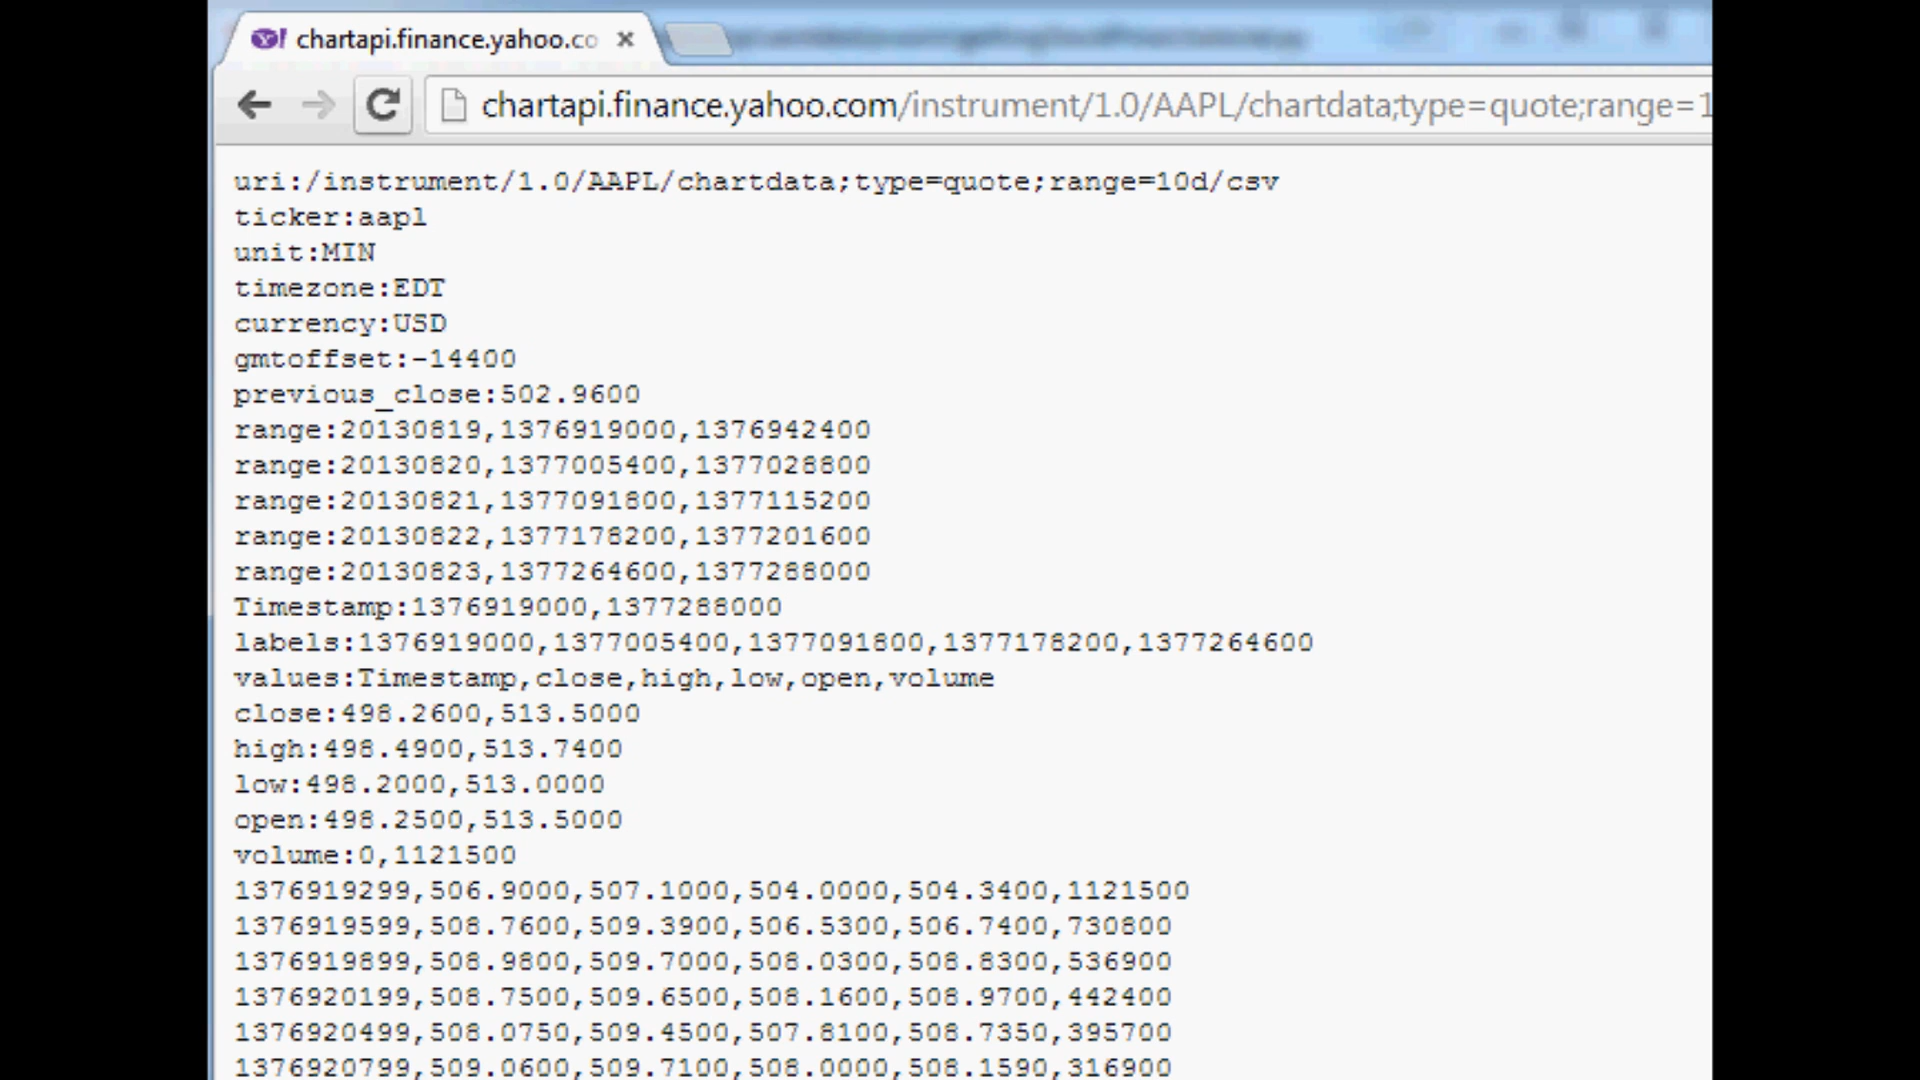 chartapi.finance.yahoo.co
chartapi.finance.yahoo.com/instrument/1.0/AAPL/chartdata;type=quote;range=1
uri:/instrument/1.0/AAPL/chartdata;type=quote;range=10d/csv
ticker:aapl
unit:MIN
timezone:EDT
currency:USD
gmtoffset:-14400
previous_close:502.9600
range:20130819,1376919000,1376942400
range:20130820,1377005400,1377028800
range:20130821,1377091800,1377115200
range:20130822,1377178200,1377201600
range:20130823,1377264600,1377288000
Timestamp:1376919000,1377288000
labels:1376919000,1377005400,1377091800,1377178200,1377264600
values:Timestamp,close,high,low,open,volume
close:498.2600,513.5000
high:498.4900,513.7400
low:498.2000,513.0000
open:498.2500,513.5000
volume:0,1121500
1376919299,506.9000,507.1000,504.0000,504.3400,1121500
1376919599,508.7600,509.3900,506.5300,506.7400,730800
1376919899,508.9800,509.7000,508.0300,508.8300,536900
1376920199,508.7500,509.6500,508.1600,508.9700,442400
1376920499,508.0750,509.4500,507.8100,508.7350,395700
1376920799,509.0600,509.7100,508.0000,508.1590,316900